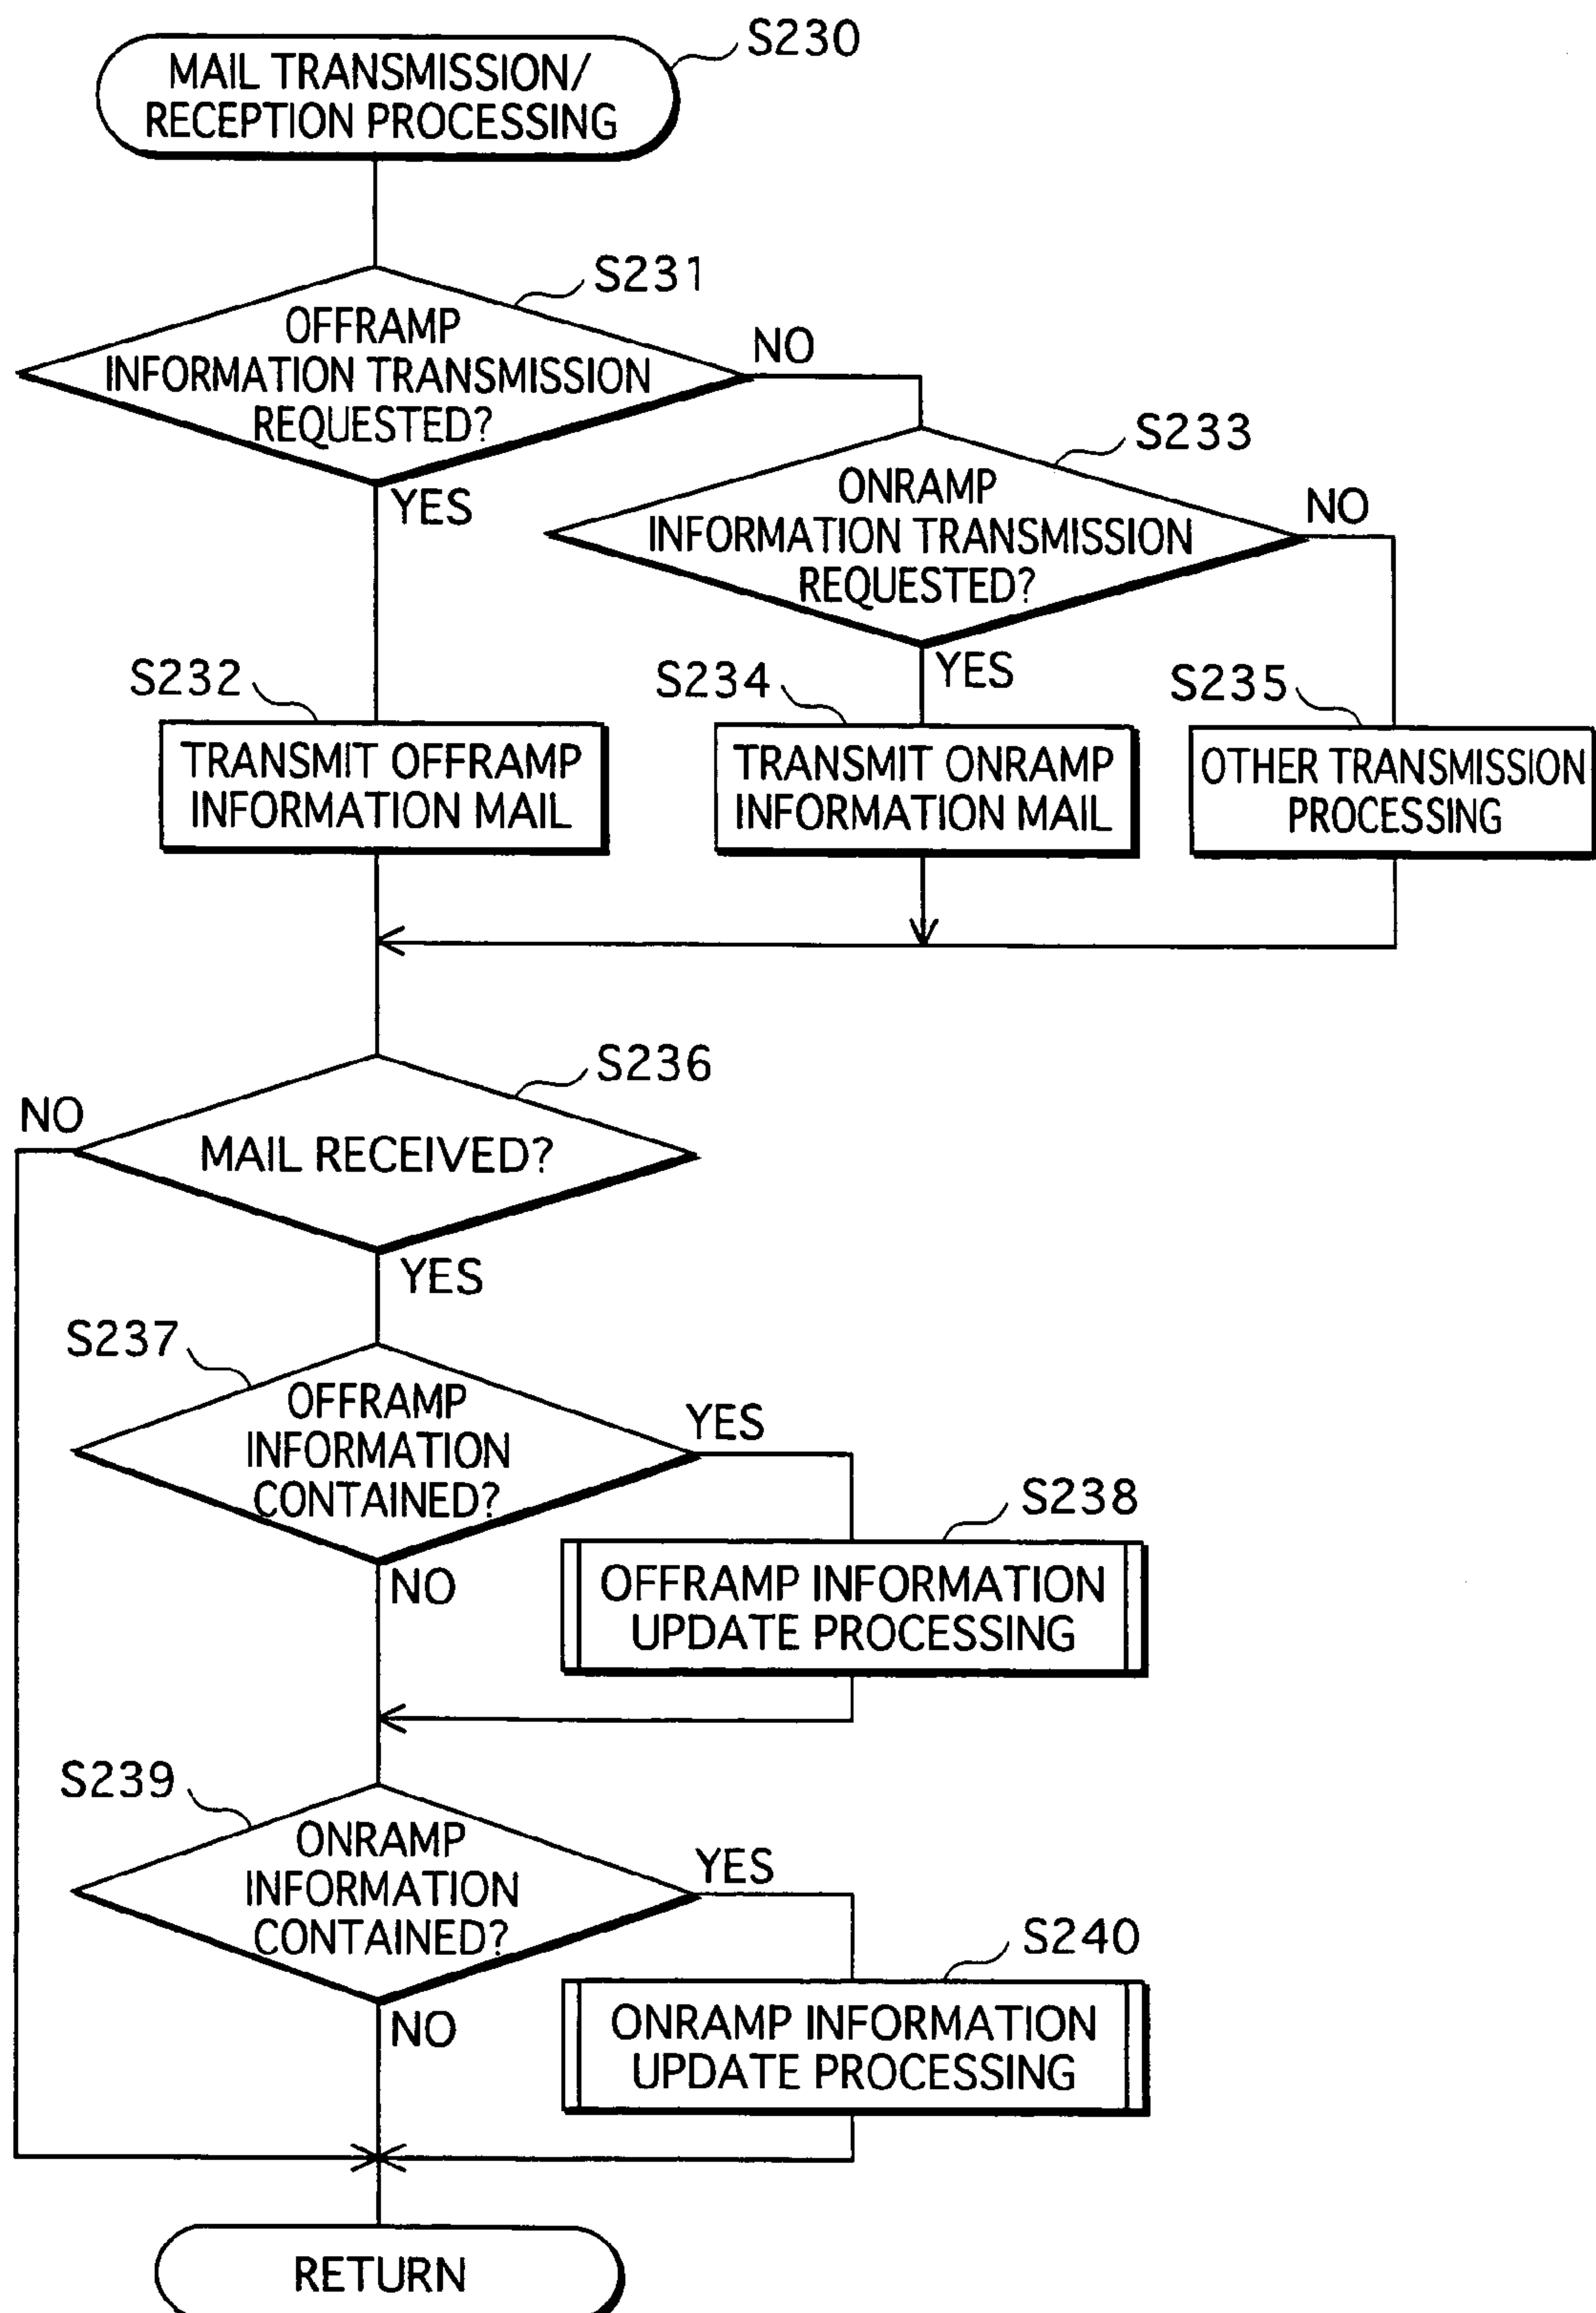 S230
MAIL TRANSMISSION/
RECEPTION PROCESSING
S231
OFFRAMP
INFORMATION TRANSMISSION
REQUESTED?
NO
YES
S233
ONRAMP
INFORMATION TRANSMISSION
REQUESTED?
NO
YES
S232
TRANSMIT OFFRAMP
INFORMATION MAIL
S234
TRANSMIT ONRAMP
INFORMATION MAIL
S235
OTHER TRANSMISSION
PROCESSING
S236
NO
MAIL RECEIVED?
YES
S237
OFFRAMP
INFORMATION
CONTAINED?
YES
NO
S238
OFFRAMP INFORMATION
UPDATE PROCESSING
S239
ONRAMP
INFORMATION
CONTAINED?
YES
NO
S240
ONRAMP INFORMATION
UPDATE PROCESSING
RETURN